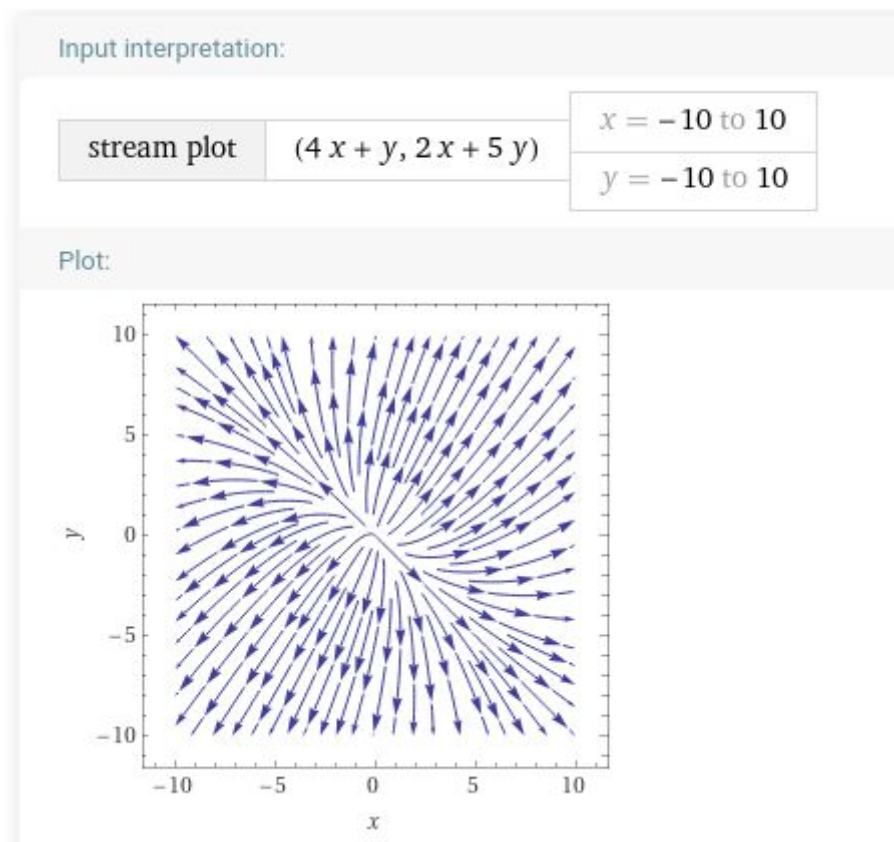 Input interpretation:
stream plot
(4 x + y, 2 x + 5 y)
x = −10 to 10
y = −10 to 10
Plot:
10
5
0
−5
−10
y
−10 −5 0 5 10
x